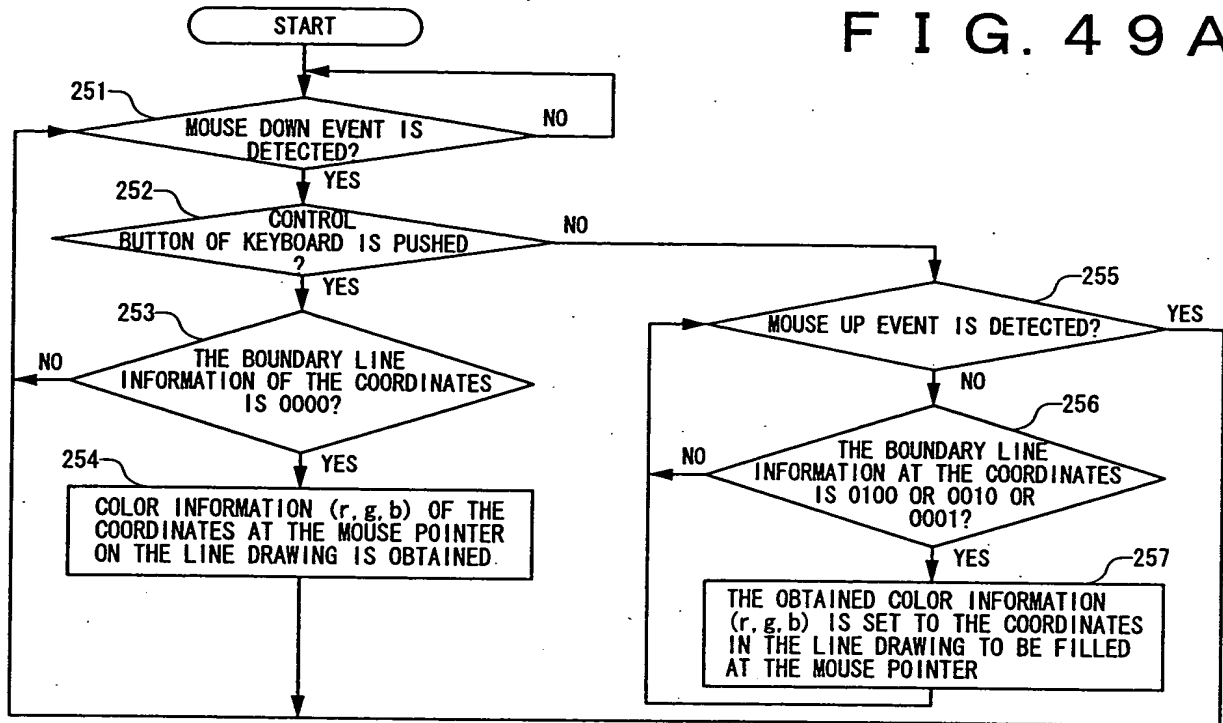 START
F I G. 4 9 A
251
MOUSE DOWN EVENT IS
DETECTED?
NO
YES
252
CONTROL
BUTTON OF KEYBOARD IS PUSHED
?
NO
YES
253
THE BOUNDARY LINE
INFORMATION OF THE COORDINATES
IS 0000?
NO
YES
254
COLOR INFORMATION (r, g, b) OF THE
COORDINATES AT THE MOUSE POINTER
ON THE LINE DRAWING IS OBTAINED
255
MOUSE UP EVENT IS DETECTED?
YES
NO
256
THE BOUNDARY LINE
INFORMATION AT THE COORDINATES
IS 0100 OR 0010 OR
0001?
NO
YES
257
THE OBTAINED COLOR INFORMATION
(r, g, b) IS SET TO THE COORDINATES
IN THE LINE DRAWING TO BE FILLED
AT THE MOUSE POINTER